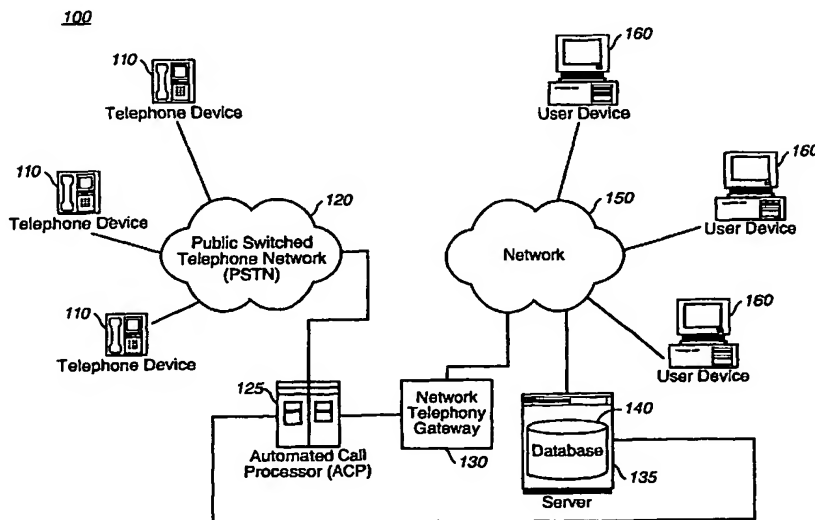 100
110
Telephone Device
110
Telephone Device
110
Telephone Device
120
Public Switched
Telephone Network
(PSTN)
160
User Device
160
User Device
160
User Device
150
Network
125
Automated Call
Processor (ACP)
Network
Telephony
Gateway
130
140
Database
135
Server